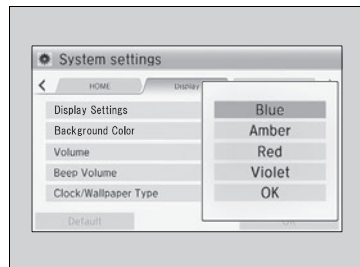 System settings
HOME
Display
Display Settings
Background Color
Volume
Beep Volume
Clock/Wallpaper Type
Default
Blue
Amber
Red
Violet
OK